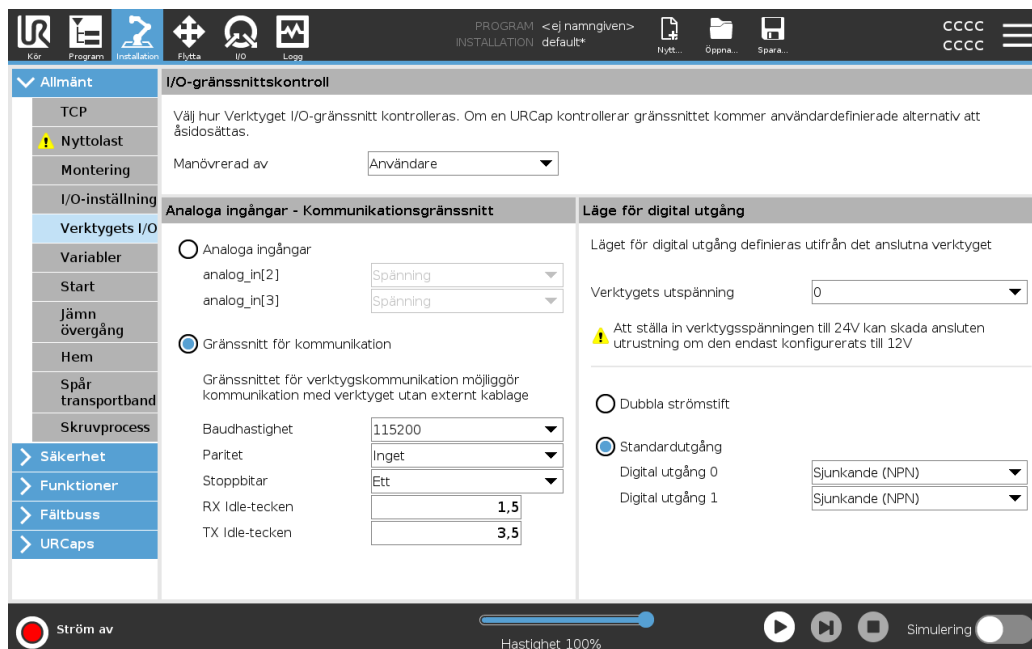 UR
PROGRAM <ej namngiven>
INSTALLATION default*
CCCC
CCCC
Kör
Program
Installation
Flytta
I/O
Logg
Nytt...
Öppna...
Spara...
Allmänt
TCP
Nyttolast
Montering
I/O-inställning
Verktygets I/O
Variabler
Start
Jämn
övergång
Hem
Spår
transportband
Skruvprocess
Säkerhet
Funktioner
Fältbuss
URCaps
I/O-gränssnittskontroll
Välj hur Verktyget I/O-gränssnitt kontrolleras. Om en URCap kontrollerar gränssnittet kommer användardefinierade alternativ att
åsidosättas.
Manövrerad av Användare
Analoga ingångar - Kommunikationsgränssnitt
Analoga ingångar
analog_in[2] Spänning
analog_in[3] Spänning
Gränssnitt för kommunikation
Gränssnittet för verktygskommunikation möjliggör
kommunikation med verktyget utan externt kablage
Baudhastighet 115200
Paritet Inget
Stoppbitar Ett
RX Idle-tecken 1,5
TX Idle-tecken 3,5
Läge för digital utgång
Läget för digital utgång definieras utifrån det anslutna verktyget
Verktygets utspänning 0
Att ställa in verktygsspänningen till 24V kan skada ansluten
utrustning om den endast konfigurerats till 12V
Dubbla strömstift
Standardutgång
Digital utgång 0 Sjunkande (NPN)
Digital utgång 1 Sjunkande (NPN)
Ström av
Hastighet 100%
Simulering